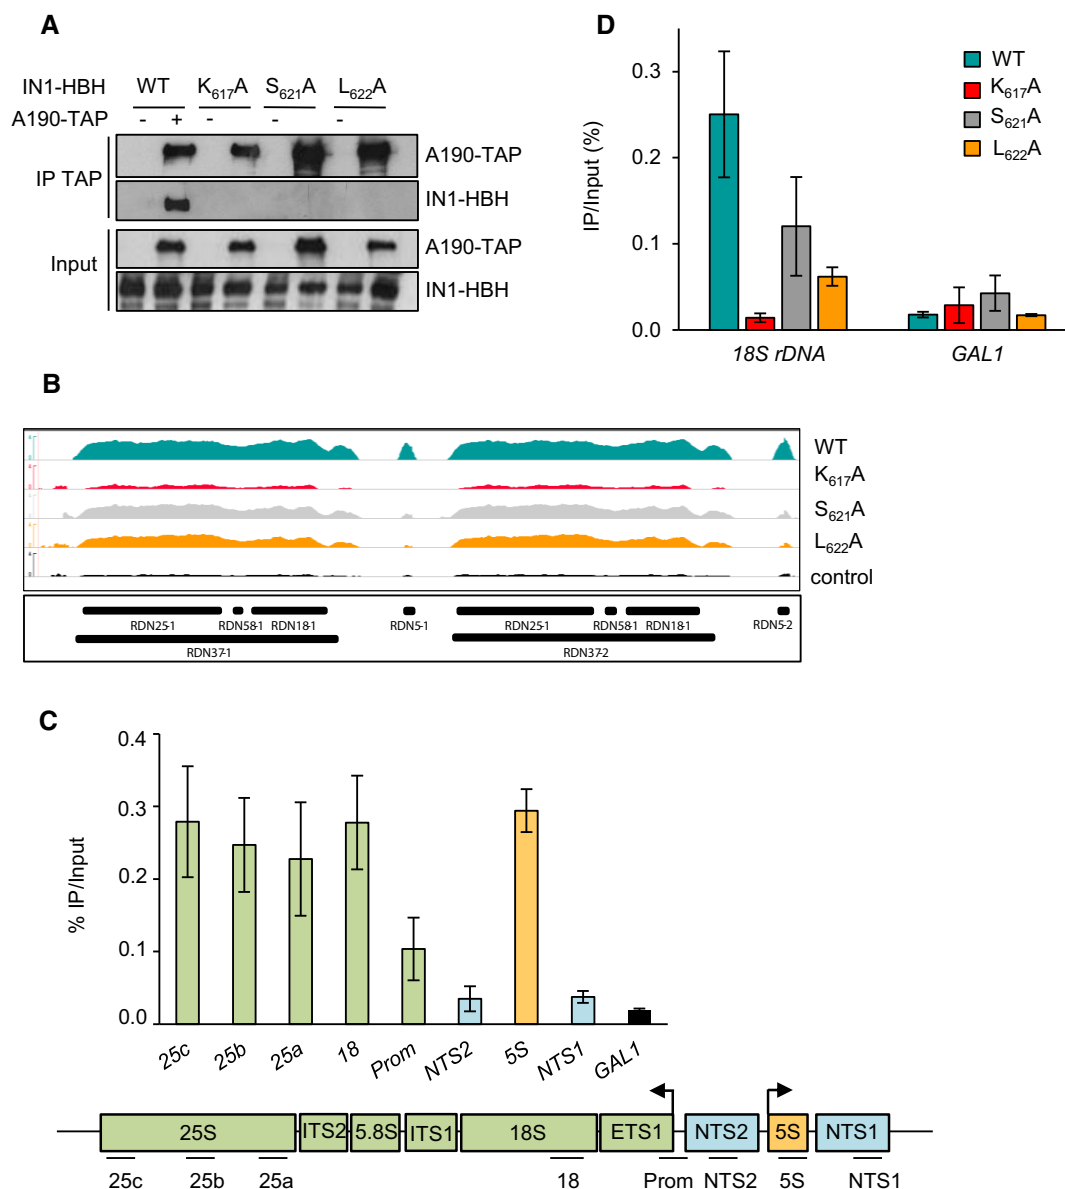 A
IN1-HBH WT K617A S621A L622A
A190-TAP - + - - -
IP TAP
A190-TAP
IN1-HBH
Input
A190-TAP
IN1-HBH
D
IP/Input (%)
0.3
0.2
0.1
0.0
WT
K617A
S621A
L622A
18S rDNA GAL1
B
WT
K617A
S621A
L622A
control
RDN25-1 RDN58-1 RDN18-1 RDN5-1 RDN25-1 RDN58-1 RDN18-1 RDN5-2
RDN37-1 RDN37-2
C
% IP/Input
0.4
0.3
0.2
0.1
0.0
25c 25b 25a 18 Prom NTS2 5S NTS1 GAL1
25S ITS2 5.8S ITS1 18S ETS1 NTS2 5S NTS1
25c 25b 25a 18 Prom NTS2 5S NTS1